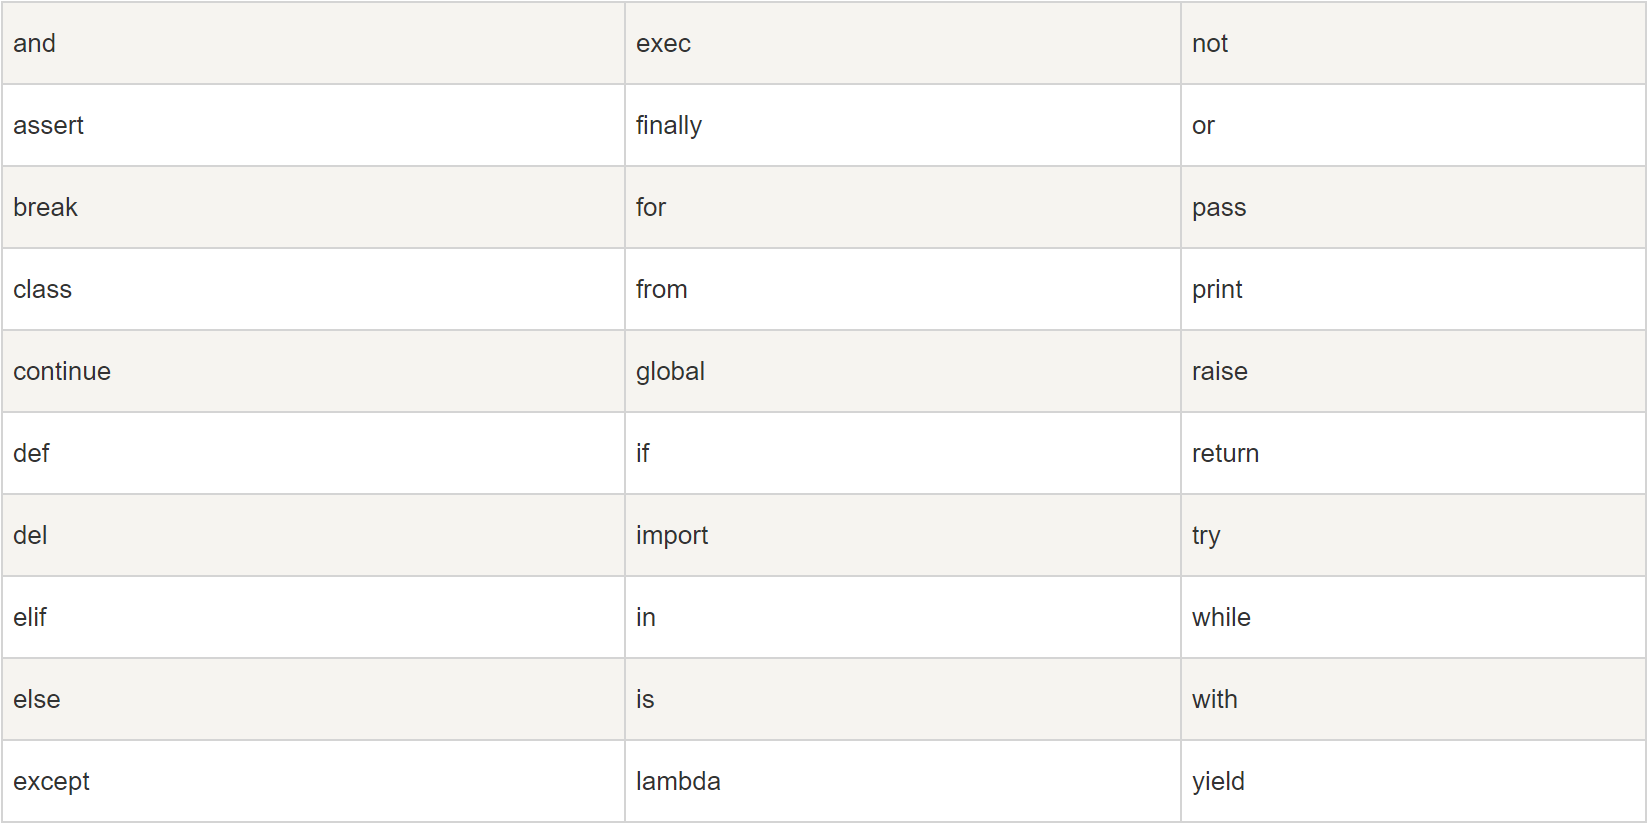 and exec not
assert finally or
break for pass
class from print
continue global raise
def if return
del import try
elif in while
else is with
except lambda yield